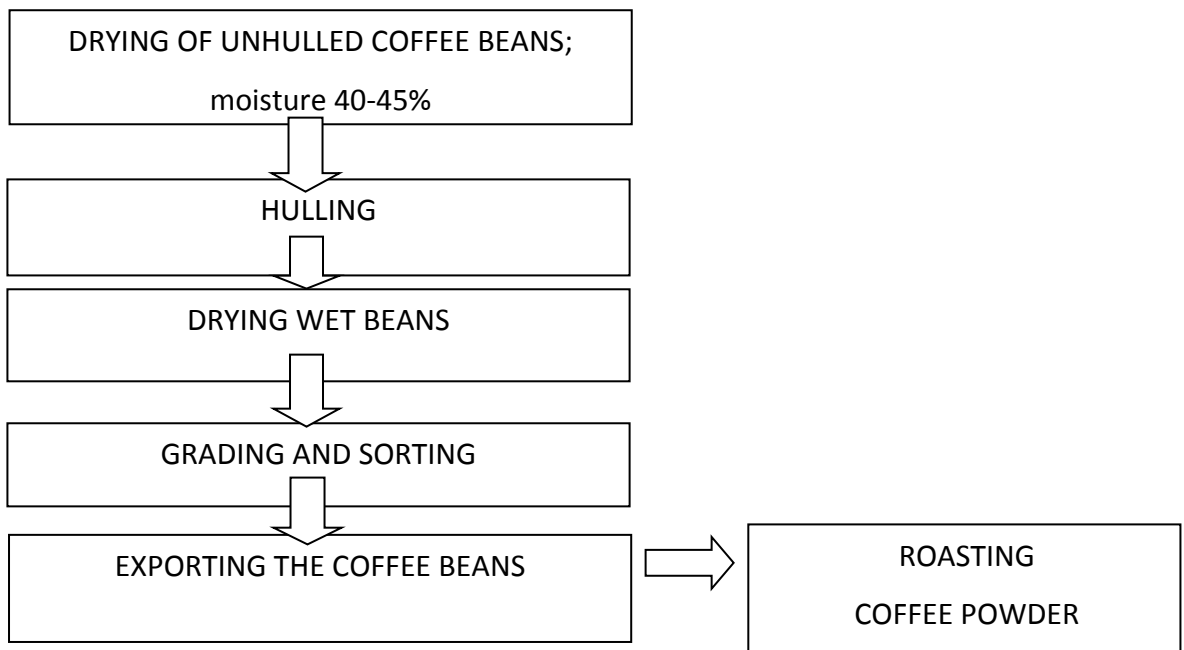 DRYING OF UNHULLED COFFEE BEANS;
moisture 40-45%
HULLING
DRYING WET BEANS
GRADING AND SORTING
EXPORTING THE COFFEE BEANS
ROASTING
COFFEE POWDER